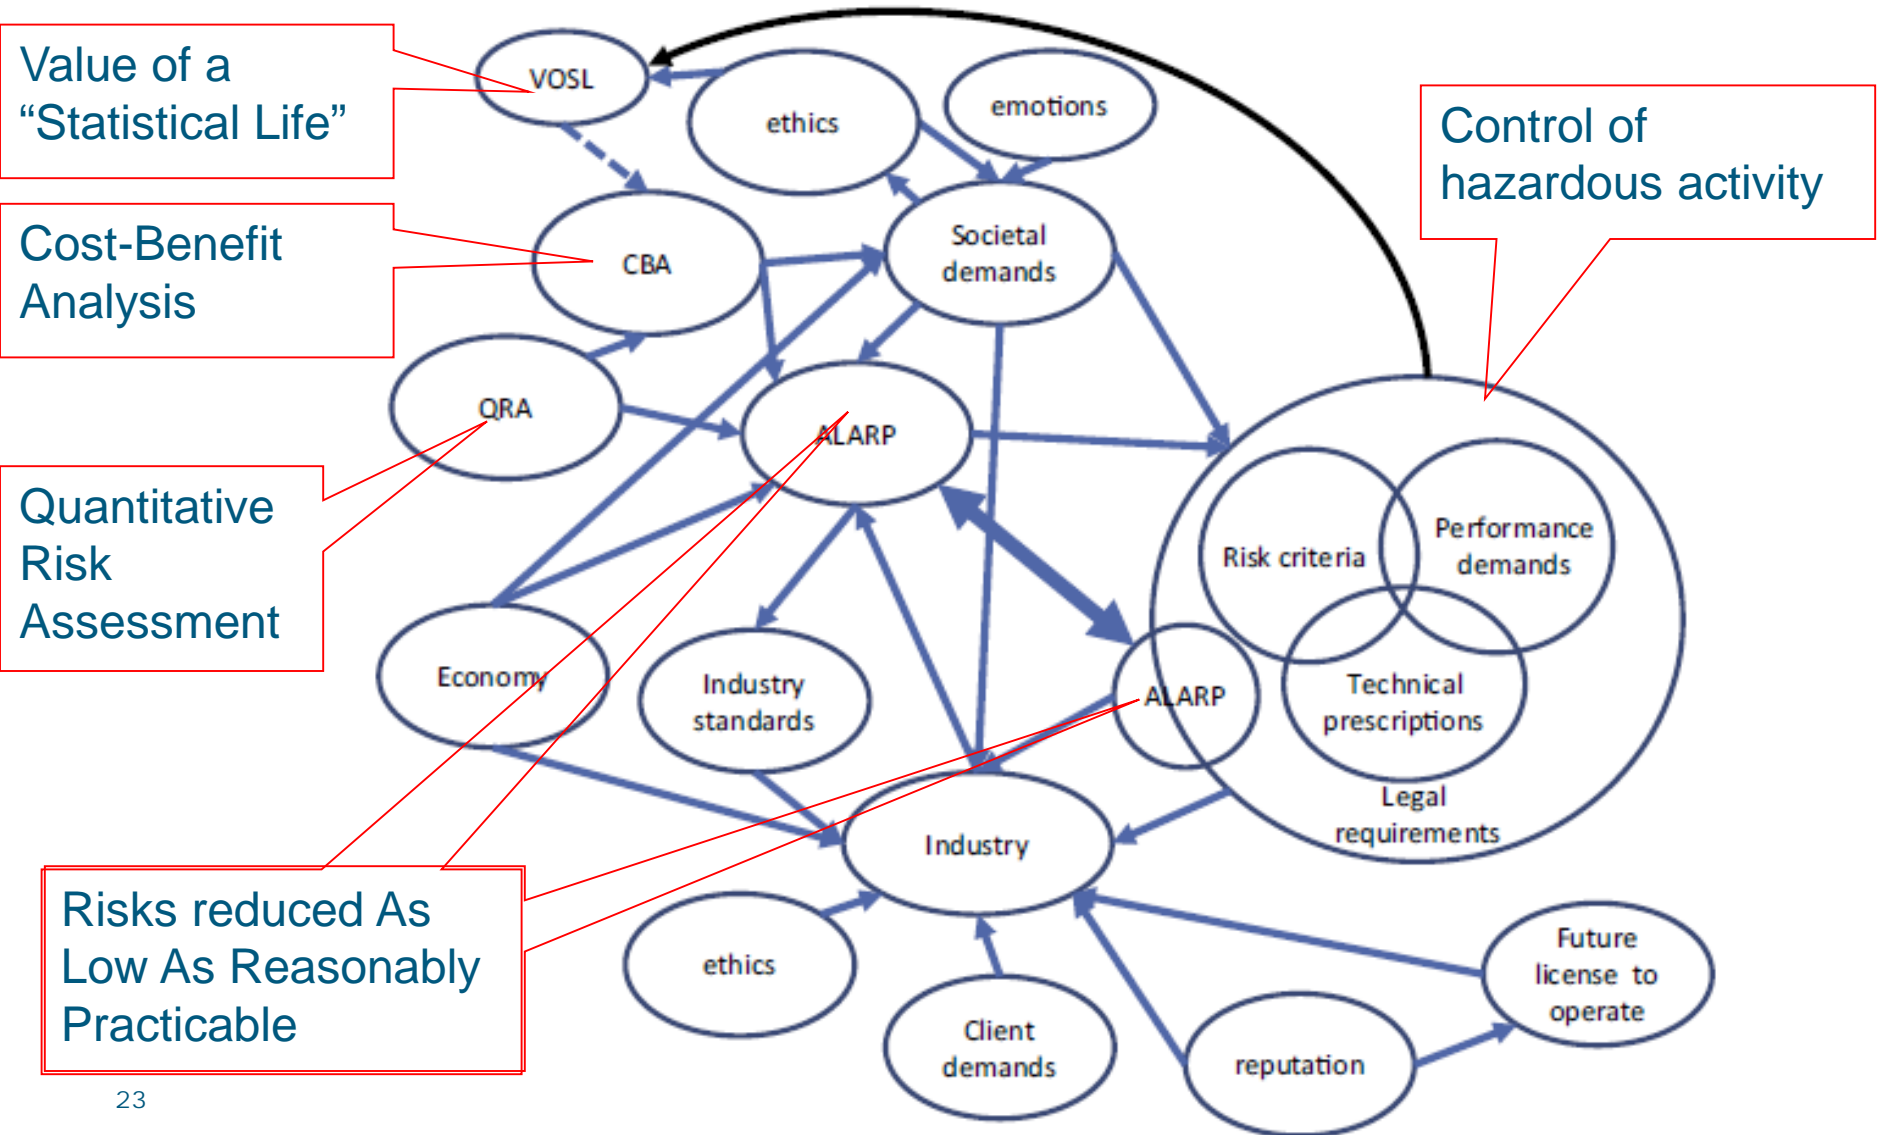 Value of a
“Statistical Life”
Cost-Benefit
Analysis
Quantitative
Risk
Assessment
Risks reduced As
Low As Reasonably
Practicable
Control of
hazardous activity
VOSL
ethics
emotions
CBA
Societal
demands
QRA
ALARP
Risk criteria
Performance
demands
Economy
Industry
standards
ALARP
Technical
prescriptions
Legal
requirements
Industry
ethics
Client
demands
reputation
Future
license to
operate
23